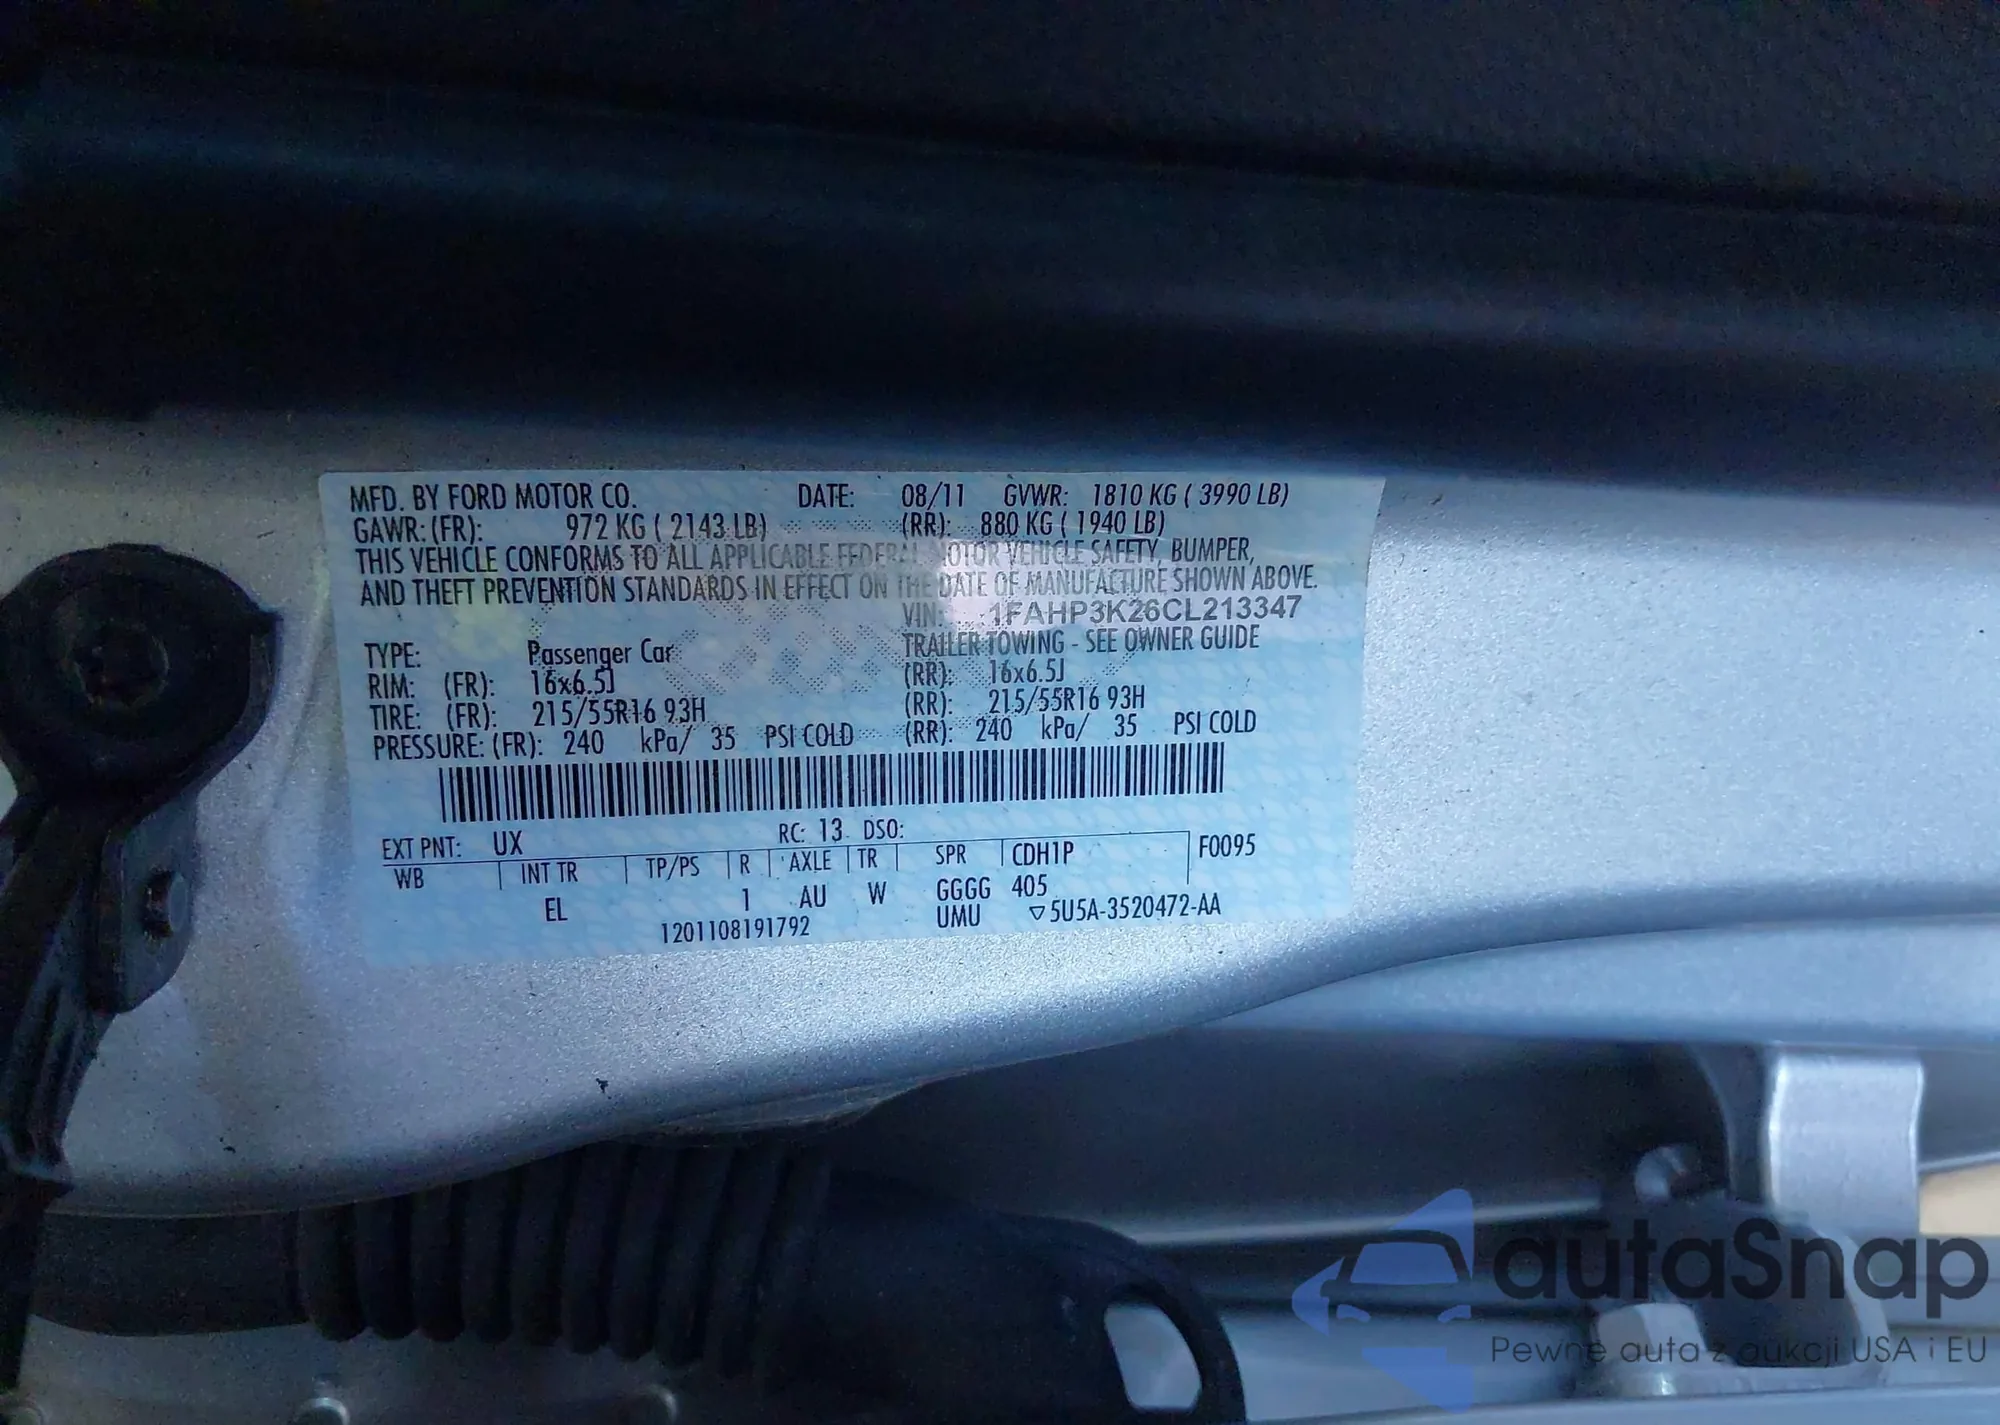 MFD. BY FORD MOTOR CO. DATE: 08/11 GVWR: 1810 KG ( 3990 LB)
GAWR: (FR): 972 KG ( 2143 LB) (RR): 880 KG ( 1940 LB)
THIS VEHICLE CONFORMS TO ALL APPLICABLE FEDERAL MOTOR VEHICLE SAFETY, BUMPER,
AND THEFT PREVENTION STANDARDS IN EFFECT ON THE DATE OF MANUFACTURE SHOWN ABOVE.
VIN: 1FAHP3K26CL213347
TYPE: Passenger Car TRAILER TOWING - SEE OWNER GUIDE
RIM: (FR): 16x6.5J (RR): 16x6.5J
TIRE: (FR): 215/55R16 93H (RR): 215/55R16 93H
PRESSURE: (FR): 240 kPa/ 35 PSI COLD (RR): 240 kPa/ 35 PSI COLD
EXT PNT: UX RC: 13 DSO:
WB INT TR TP/PS R AXLE TR SPR CDH1P F0095
EL 1 AU W GGGG 405
1201108191792 UMU ▽5U5A-3520472-AA
autaSnap
Pewne auta z aukcji USA i EU